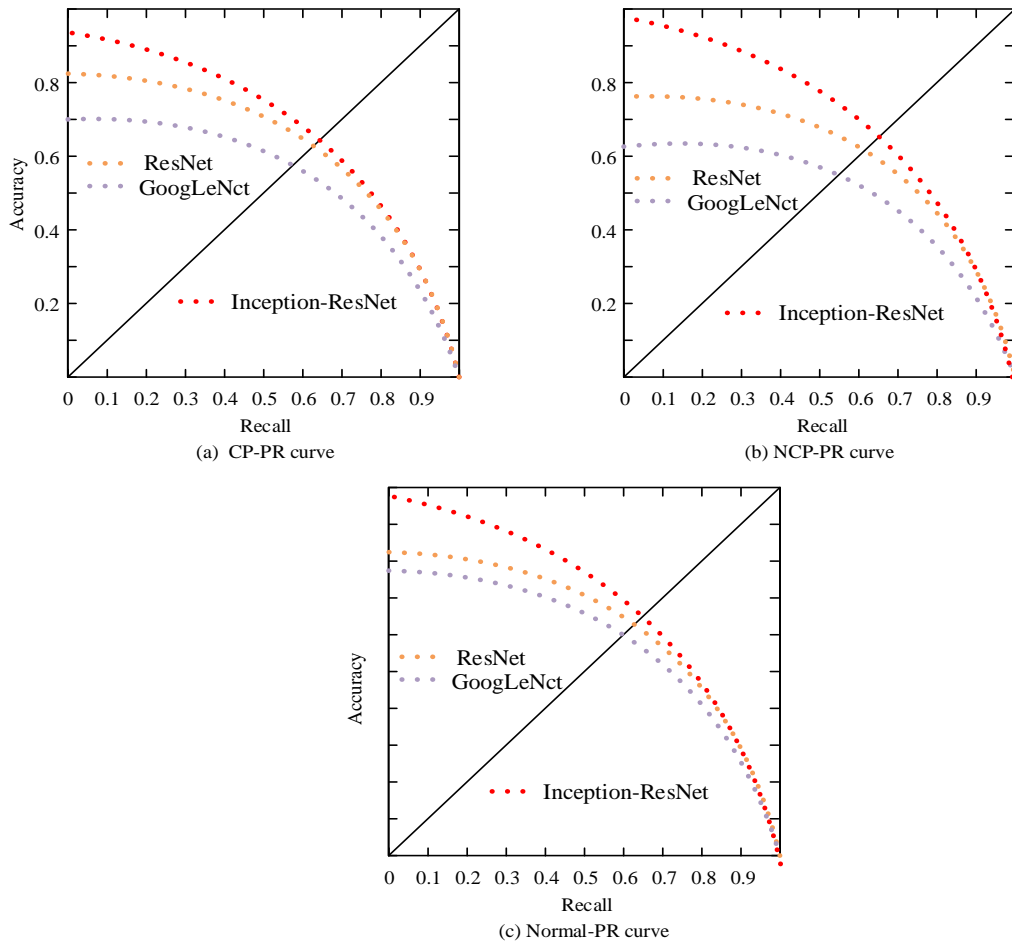 0.8
0.6
0.4
0.2
Accuracy
ResNet
GoogLeNct
Inception-ResNet
0 0.1 0.2 0.3 0.4 0.5 0.6 0.7 0.8 0.9
Recall
(a) CP-PR curve
0.8
0.6
0.4
0.2
ResNet
GoogLeNct
Inception-ResNet
0 0.1 0.2 0.3 0.4 0.5 0.6 0.7 0.8 0.9
Recall
(b) NCP-PR curve
Accuracy
ResNet
GoogLeNct
Inception-ResNet
0 0.1 0.2 0.3 0.4 0.5 0.6 0.7 0.8 0.9
Recall
(c) Normal-PR curve